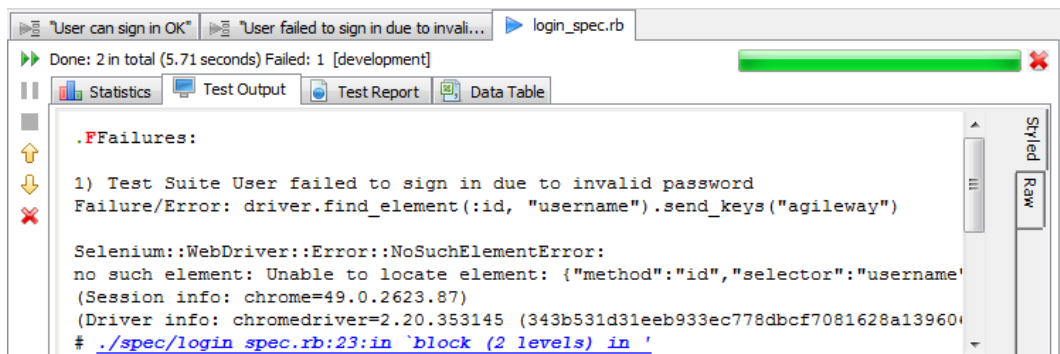 "User can sign in OK" "User failed to sign in due to invali... login_spec.rb
Done: 2 in total (5.71 seconds) Failed: 1 [development]
Statistics Test Output Test Report Data Table
.FFailures:
1) Test Suite User failed to sign in due to invalid password
Failure/Error: driver.find_element(:id, "username").send_keys("agileway")
Selenium::WebDriver::Error::NoSuchElementError:
no such element: Unable to locate element: {"method":"id","selector":"username"
(Session info: chrome=49.0.2623.87)
(Driver info: chromedriver=2.20.353145 (343b531d31eeb933ec778dbcf7081628a13960
# ./spec/login_spec.rb:23:in `block (2 levels) in '
Styled
Raw